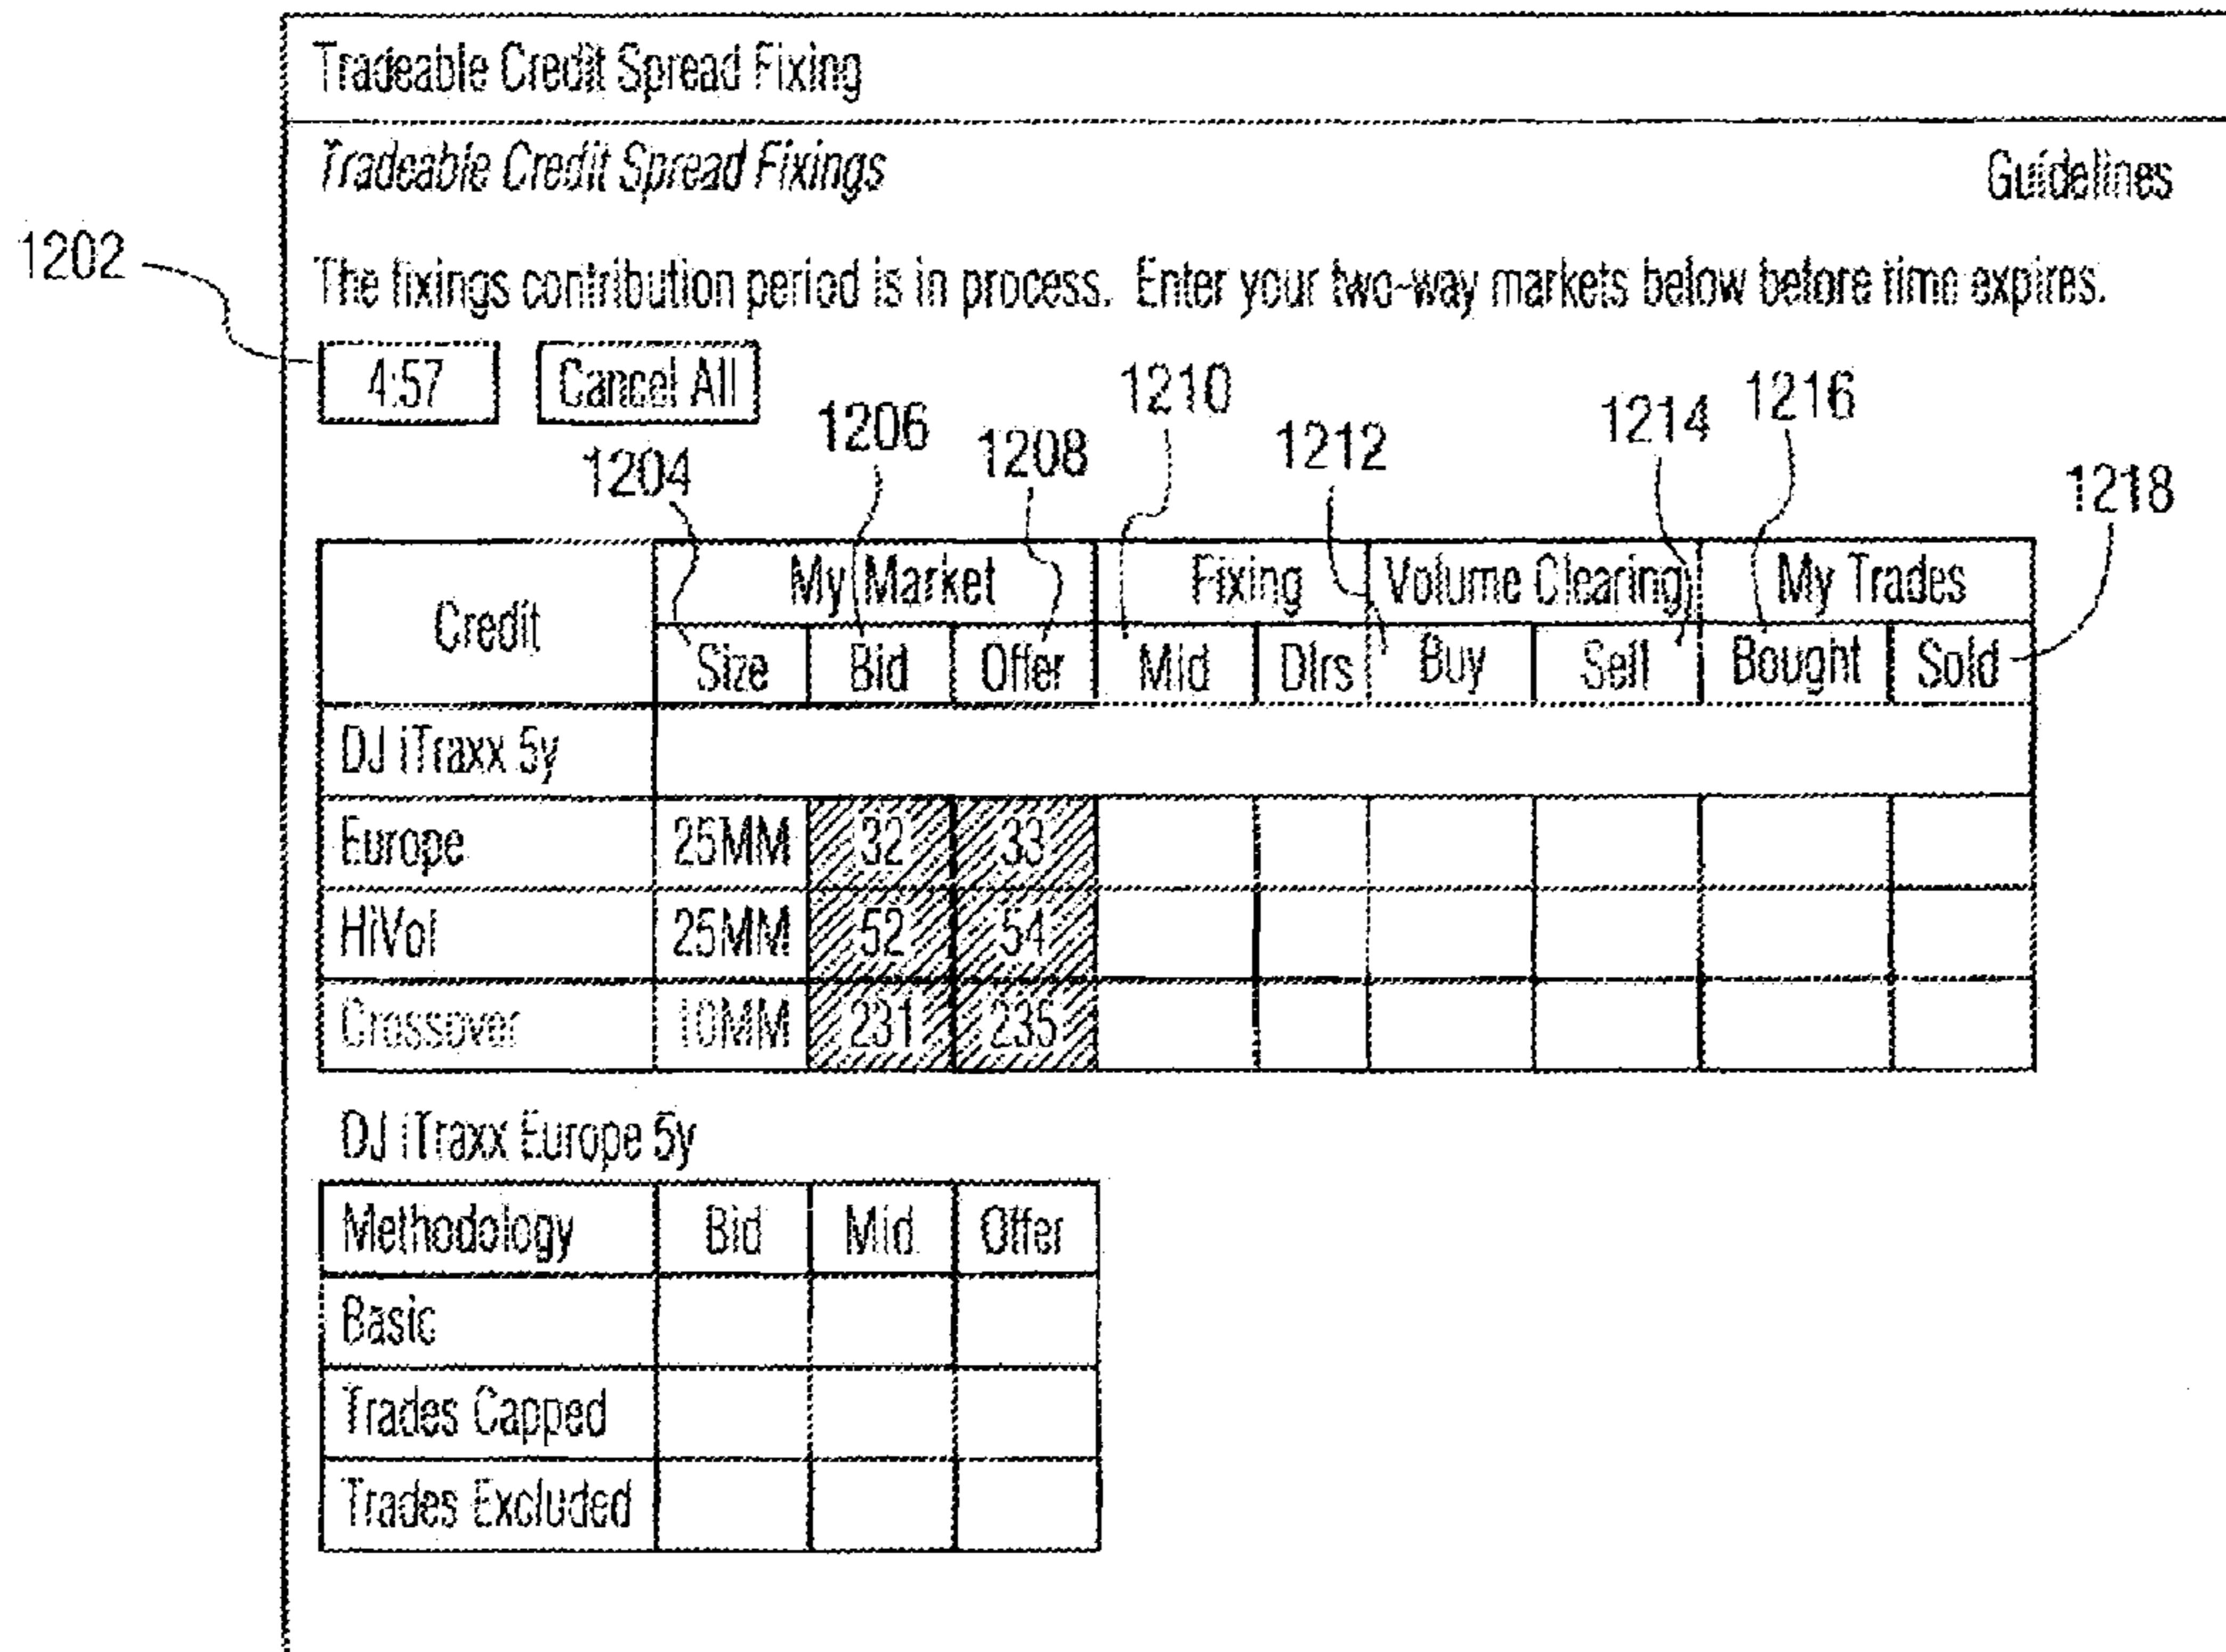 Tradeable Credit Spread Fixing
Tradeable Credit Spread Fixings Guidelines
1202
The fixings contribution period is in process. Enter your two-way markets below before time expires.
4:57 Cancel All
1204 1206 1208 1210 1212 1214 1216 1218
Credit My Market Fixing Volume Clearing My Trades
Size Bid Offer Mid Dlrs Buy Sell Bought Sold
DJ iTraxx 5y
Europe 25MM 32 33
HiVol 25MM 52 54
Crossover 10MM 231 235
DJ iTraxx Europe 5y
Methodology Bid Mid Offer
Basic
Trades Capped
Trades Excluded